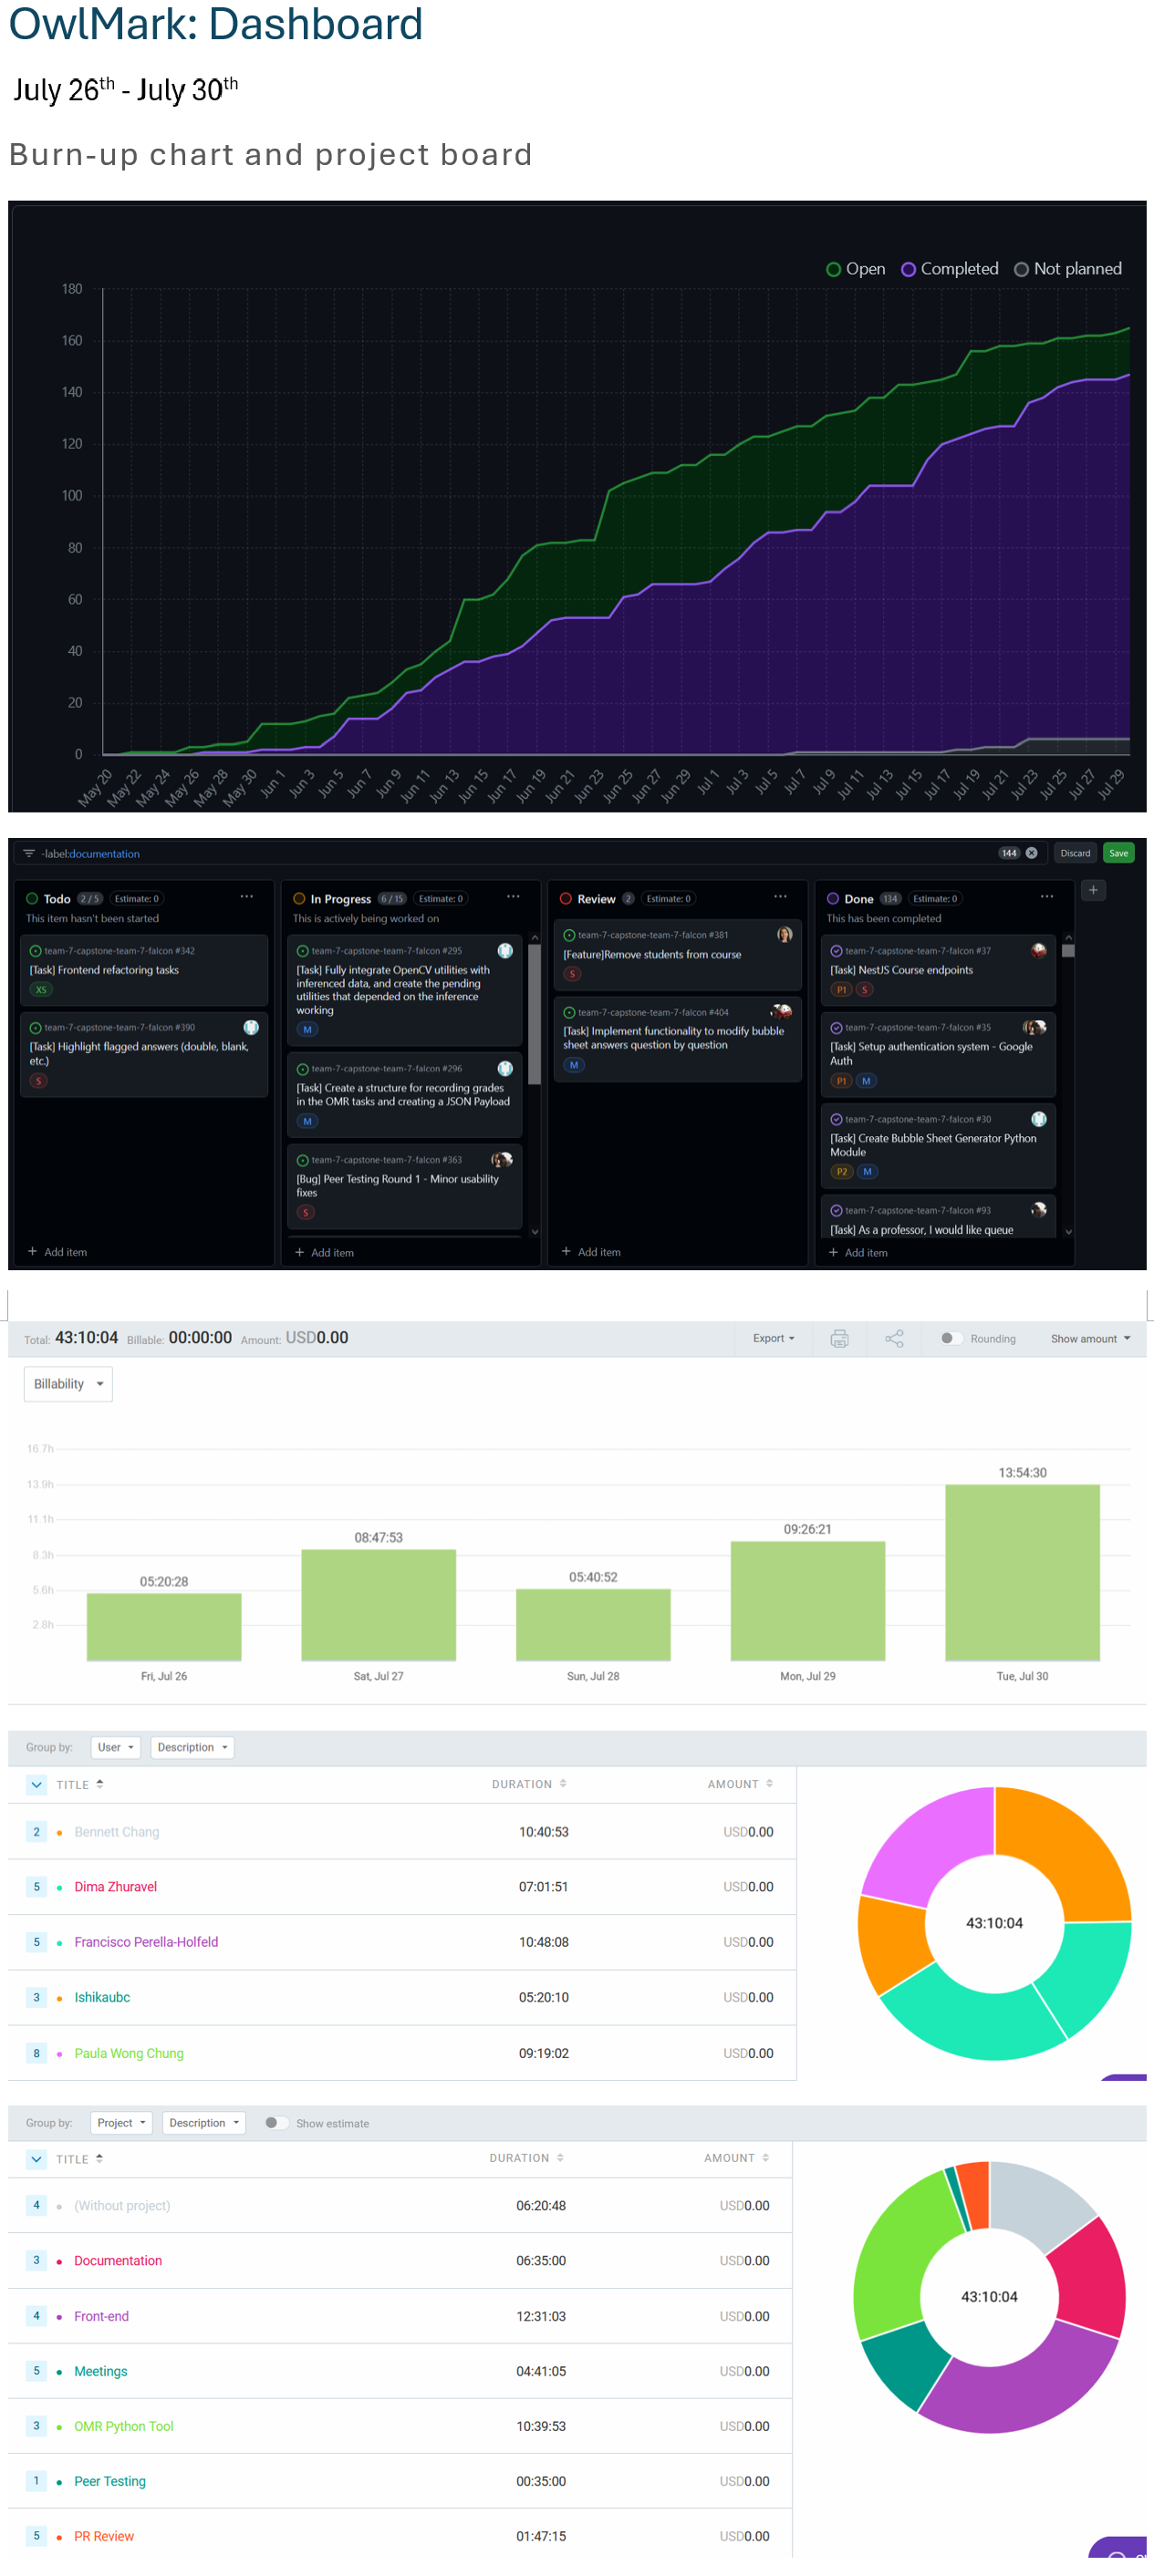 OwlMark: Dashboard
July 26th - July 30th
Burn-up chart and project board
Open Completed Not planned
180
160
140
120
100
80
60
40
20
0
May 20 May 22 May 24 May 26 May 28 May 30 Jun 1 Jun 3 Jun 5 Jun 7 Jun 9 Jun 11 Jun 13 Jun 15 Jun 17 Jun 19 Jun 21 Jun 23 Jun 25 Jun 27 Jun 29 Jul 1 Jul 3 Jul 5 Jul 7 Jul 9 Jul 11 Jul 13 Jul 15 Jul 17 Jul 19 Jul 21 Jul 23 Jul 25 Jul 27 Jul 29
-label:documentation 144 Discard Save
Todo 2 / 5 Estimate: 0
This item hasn't been started
team-7-capstone-team-7-falcon #342
[Task] Frontend refactoring tasks
XS
team-7-capstone-team-7-falcon #390
[Task] Highlight flagged answers (double, blank,
etc.)
S
+ Add item
In Progress 6 / 15 Estimate: 0
This is actively being worked on
team-7-capstone-team-7-falcon #295
[Task] Fully integrate OpenCV utilities with
inferenced data, and create the pending
utilities that depended on the inference
working
M
team-7-capstone-team-7-falcon #296
[Task] Create a structure for recording grades
in the OMR tasks and creating a JSON Payload
M
team-7-capstone-team-7-falcon #363
[Bug] Peer Testing Round 1 - Minor usability
fixes
S
+ Add item
Review 2 Estimate: 0
team-7-capstone-team-7-falcon #381
[Feature]Remove students from course
S
team-7-capstone-team-7-falcon #404
[Task] Implement functionality to modify bubble
sheet answers question by question
M
+ Add item
Done 134 Estimate: 0
This has been completed
team-7-capstone-team-7-falcon #37
[Task] NestJS Course endpoints
P1 S
team-7-capstone-team-7-falcon #35
[Task] Setup authentication system - Google
Auth
P1 M
team-7-capstone-team-7-falcon #30
[Task] Create Bubble Sheet Generator Python
Module
P2 M
team-7-capstone-team-7-falcon #93
[Task] As a professor, I would like queue
+ Add item
Total: 43:10:04 Billable: 00:00:00 Amount: USD0.00 Export Rounding Show amount
Billability
16.7h
13.9h
11.1h
8.3h
5.6h
2.8h
05:20:28
08:47:53
05:40:52
09:26:21
13:54:30
Fri, Jul 26 Sat, Jul 27 Sun, Jul 28 Mon, Jul 29 Tue, Jul 30
Group by: User Description
TITLE DURATION AMOUNT
2 Bennett Chang 10:40:53 USD0.00
5 Dima Zhuravel 07:01:51 USD0.00
5 Francisco Perella-Holfeld 10:48:08 USD0.00
3 Ishikaubc 05:20:10 USD0.00
8 Paula Wong Chung 09:19:02 USD0.00
43:10:04
Group by: Project Description Show estimate
TITLE DURATION AMOUNT
4 (Without project) 06:20:48 USD0.00
3 Documentation 06:35:00 USD0.00
4 Front-end 12:31:03 USD0.00
5 Meetings 04:41:05 USD0.00
3 OMR Python Tool 10:39:53 USD0.00
1 Peer Testing 00:35:00 USD0.00
5 PR Review 01:47:15 USD0.00
43:10:04